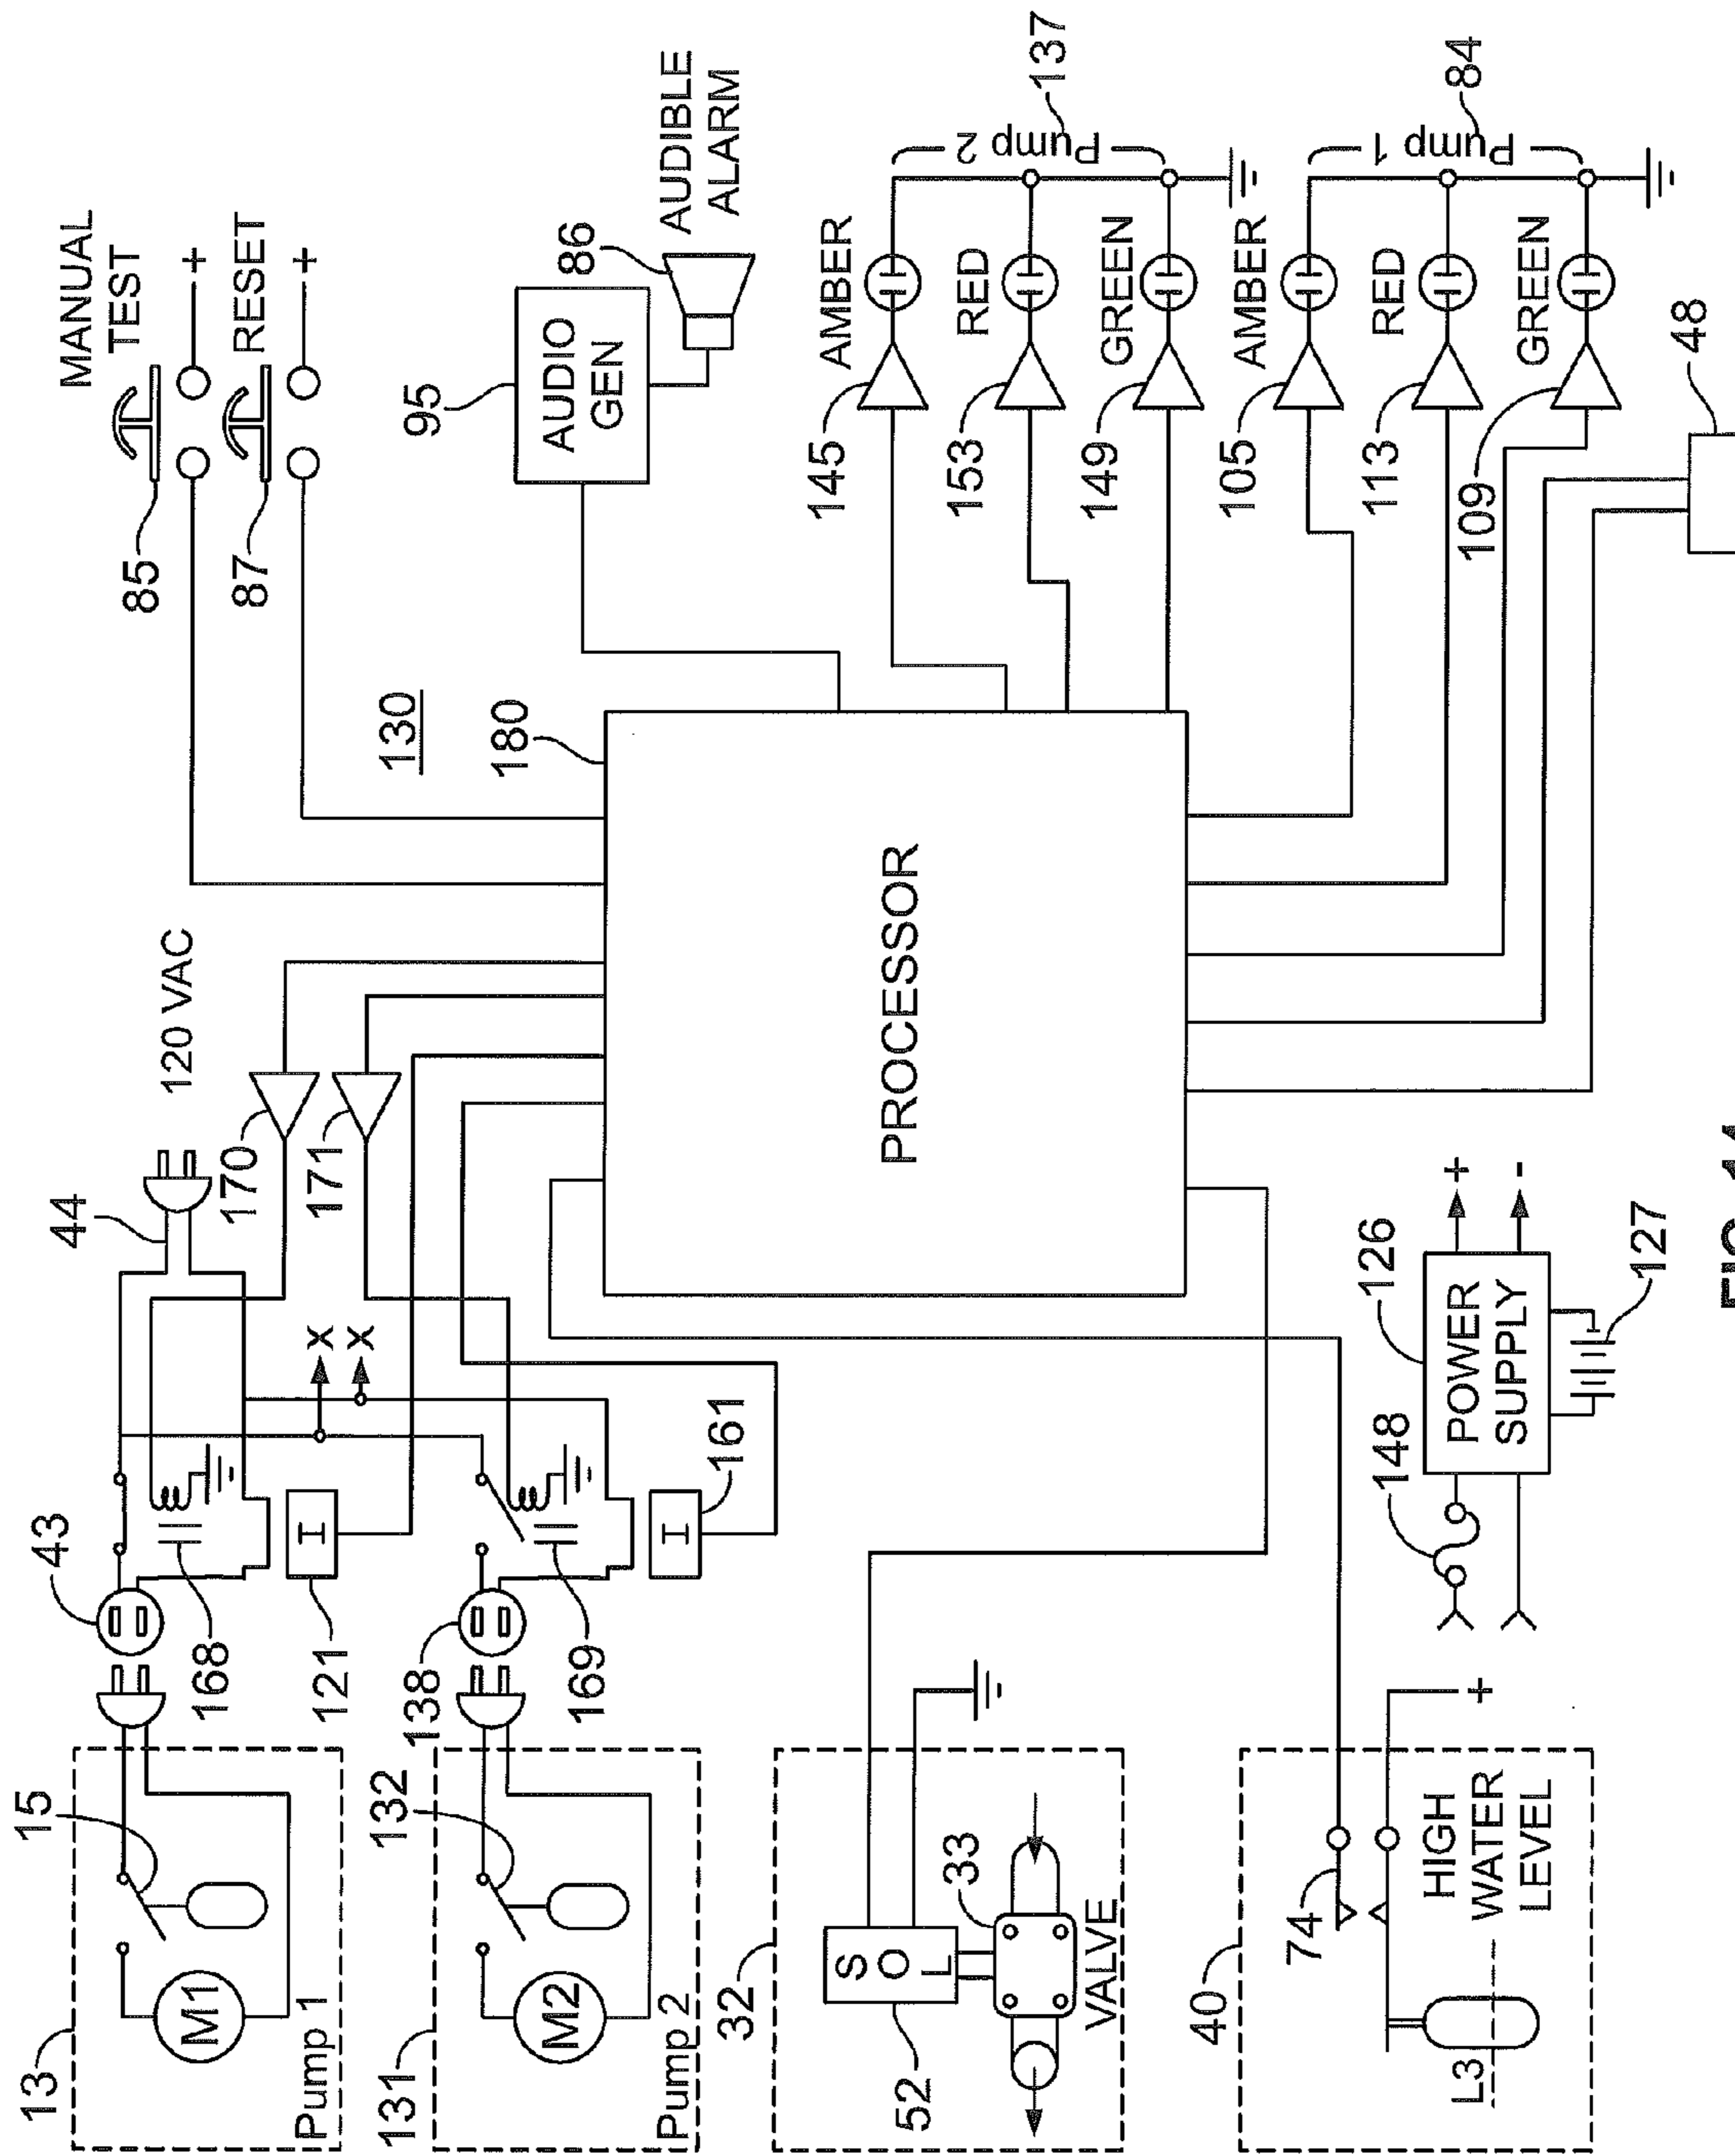 MANUAL
TEST
+
85
RESET
+
87
120 VAC
44
170
171
X
X
43
168
121
138
169
161
I
I
15
13
M1
Pump 1
132
131
M2
Pump 2
130
180
PROCESSOR
95
AUDIO
GEN
86
AUDIBLE
ALARM
145
AMBER
153
RED
149
GREEN
Pump 2
137
105
AMBER
113
RED
109
GREEN
Pump 1
84
48
32
52
SOL
33
VALVE
40
74
HIGH
WATER
LEVEL
+
L3
148
126
POWER
SUPPLY
+
-
127